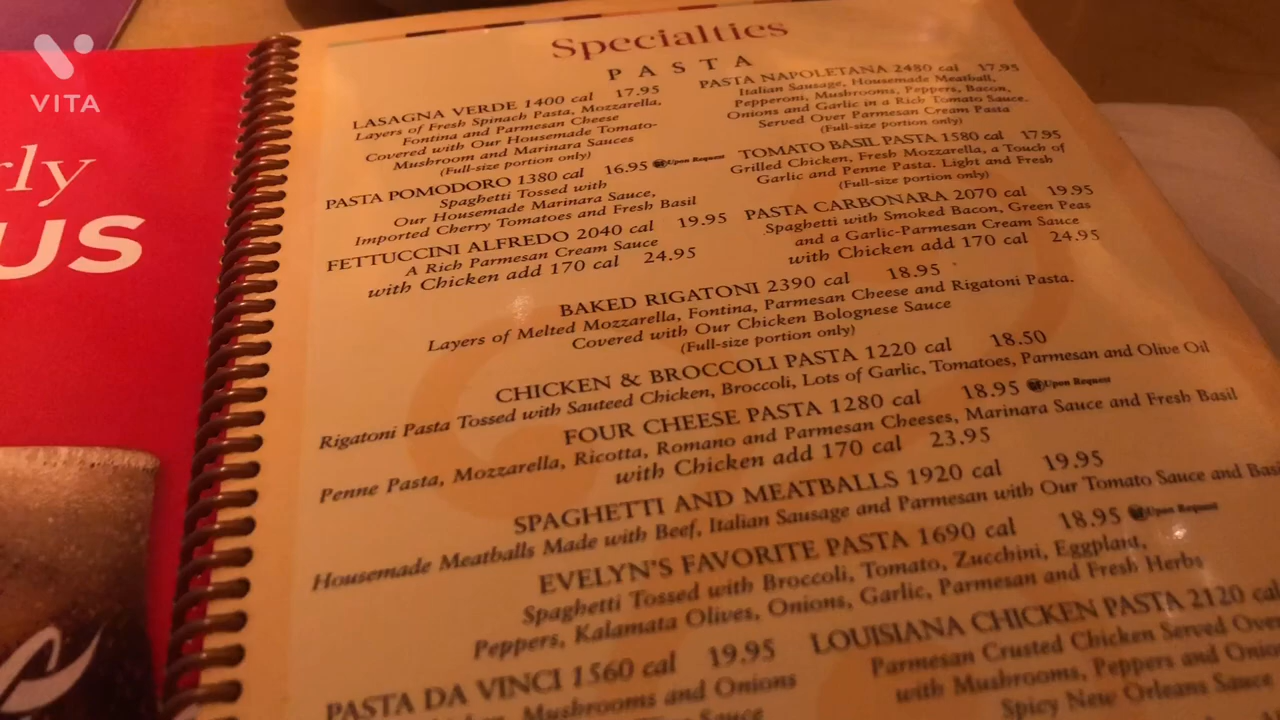 VITA
rly
us
Specialties
PASTA
LASAGNA VERDE 1400 cal 17.95
Layers of Fresh Spinach Pasta, Mozzarella,
Fontina and Parmesan Cheese
Covered with Our Housemade Tomato-
Mushroom and Marinara Sauces
(Full-size portion only)
PASTA POMODORO 1380 cal 16.95 Upon Request
Spaghetti Tossed with
Our Housemade Marinara Sauce,
Imported Cherry Tomatoes and Fresh Basil
FETTUCCINI ALFREDO 2040 cal 19.95
A Rich Parmesan Cream Sauce
with Chicken add 170 cal 24.95
PASTA NAPOLETANA 2480 cal 17.95
Italian Sausage, Housemade Meatball,
Pepperoni, Mushrooms, Peppers, Bacon,
Onions and Garlic in a Rich Tomato Sauce.
Served Over Parmesan Cream Pasta
(Full-size portion only)
TOMATO BASIL PASTA 1580 cal 17.95
Grilled Chicken, Fresh Mozzarella, a Touch of
Garlic and Penne Pasta. Light and Fresh
(Full-size portion only)
PASTA CARBONARA 2070 cal 19.95
Spaghetti with Smoked Bacon, Green Peas
and a Garlic-Parmesan Cream Sauce
with Chicken add 170 cal 24.95
BAKED RIGATONI 2390 cal 18.95
Layers of Melted Mozzarella, Fontina, Parmesan Cheese and Rigatoni Pasta.
Covered with Our Chicken Bolognese Sauce
(Full-size portion only)
CHICKEN & BROCCOLI PASTA 1220 cal 18.50
Rigatoni Pasta Tossed with Sauteed Chicken, Broccoli, Lots of Garlic, Tomatoes, Parmesan and Olive Oil
FOUR CHEESE PASTA 1280 cal 18.95 Upon Request
Penne Pasta, Mozzarella, Ricotta, Romano and Parmesan Cheeses, Marinara Sauce and Fresh Basil
with Chicken add 170 cal 23.95
SPAGHETTI AND MEATBALLS 1920 cal 19.95
Housemade Meatballs Made with Beef, Italian Sausage and Parmesan with Our Tomato Sauce and Basi
EVELYN'S FAVORITE PASTA 1690 cal 18.95 Upon Request
Spaghetti Tossed with Broccoli, Tomato, Zucchini, Eggplant,
Peppers, Kalamata Olives, Onions, Garlic, Parmesan and Fresh Herbs
PASTA DA VINCI 1560 cal 19.95
Mushrooms and Onions
Sauce
LOUISIANA CHICKEN PASTA 2120 cal
Parmesan Crusted Chicken Served Over
with Mushrooms, Peppers and Onio
Spicy New Orleans Sauce